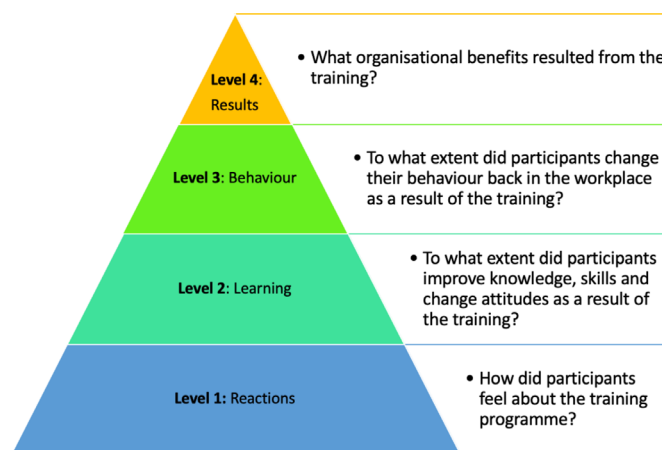 Level 4:
Results
• What organisational benefits resulted from the
training?
Level 3: Behaviour
• To what extent did participants change
their behaviour back in the workplace
as a result of the training?
Level 2: Learning
• To what extent did participants
improve knowledge, skills and
change attitudes as a result of
the training?
Level 1: Reactions
• How did participants
feel about the training
programme?